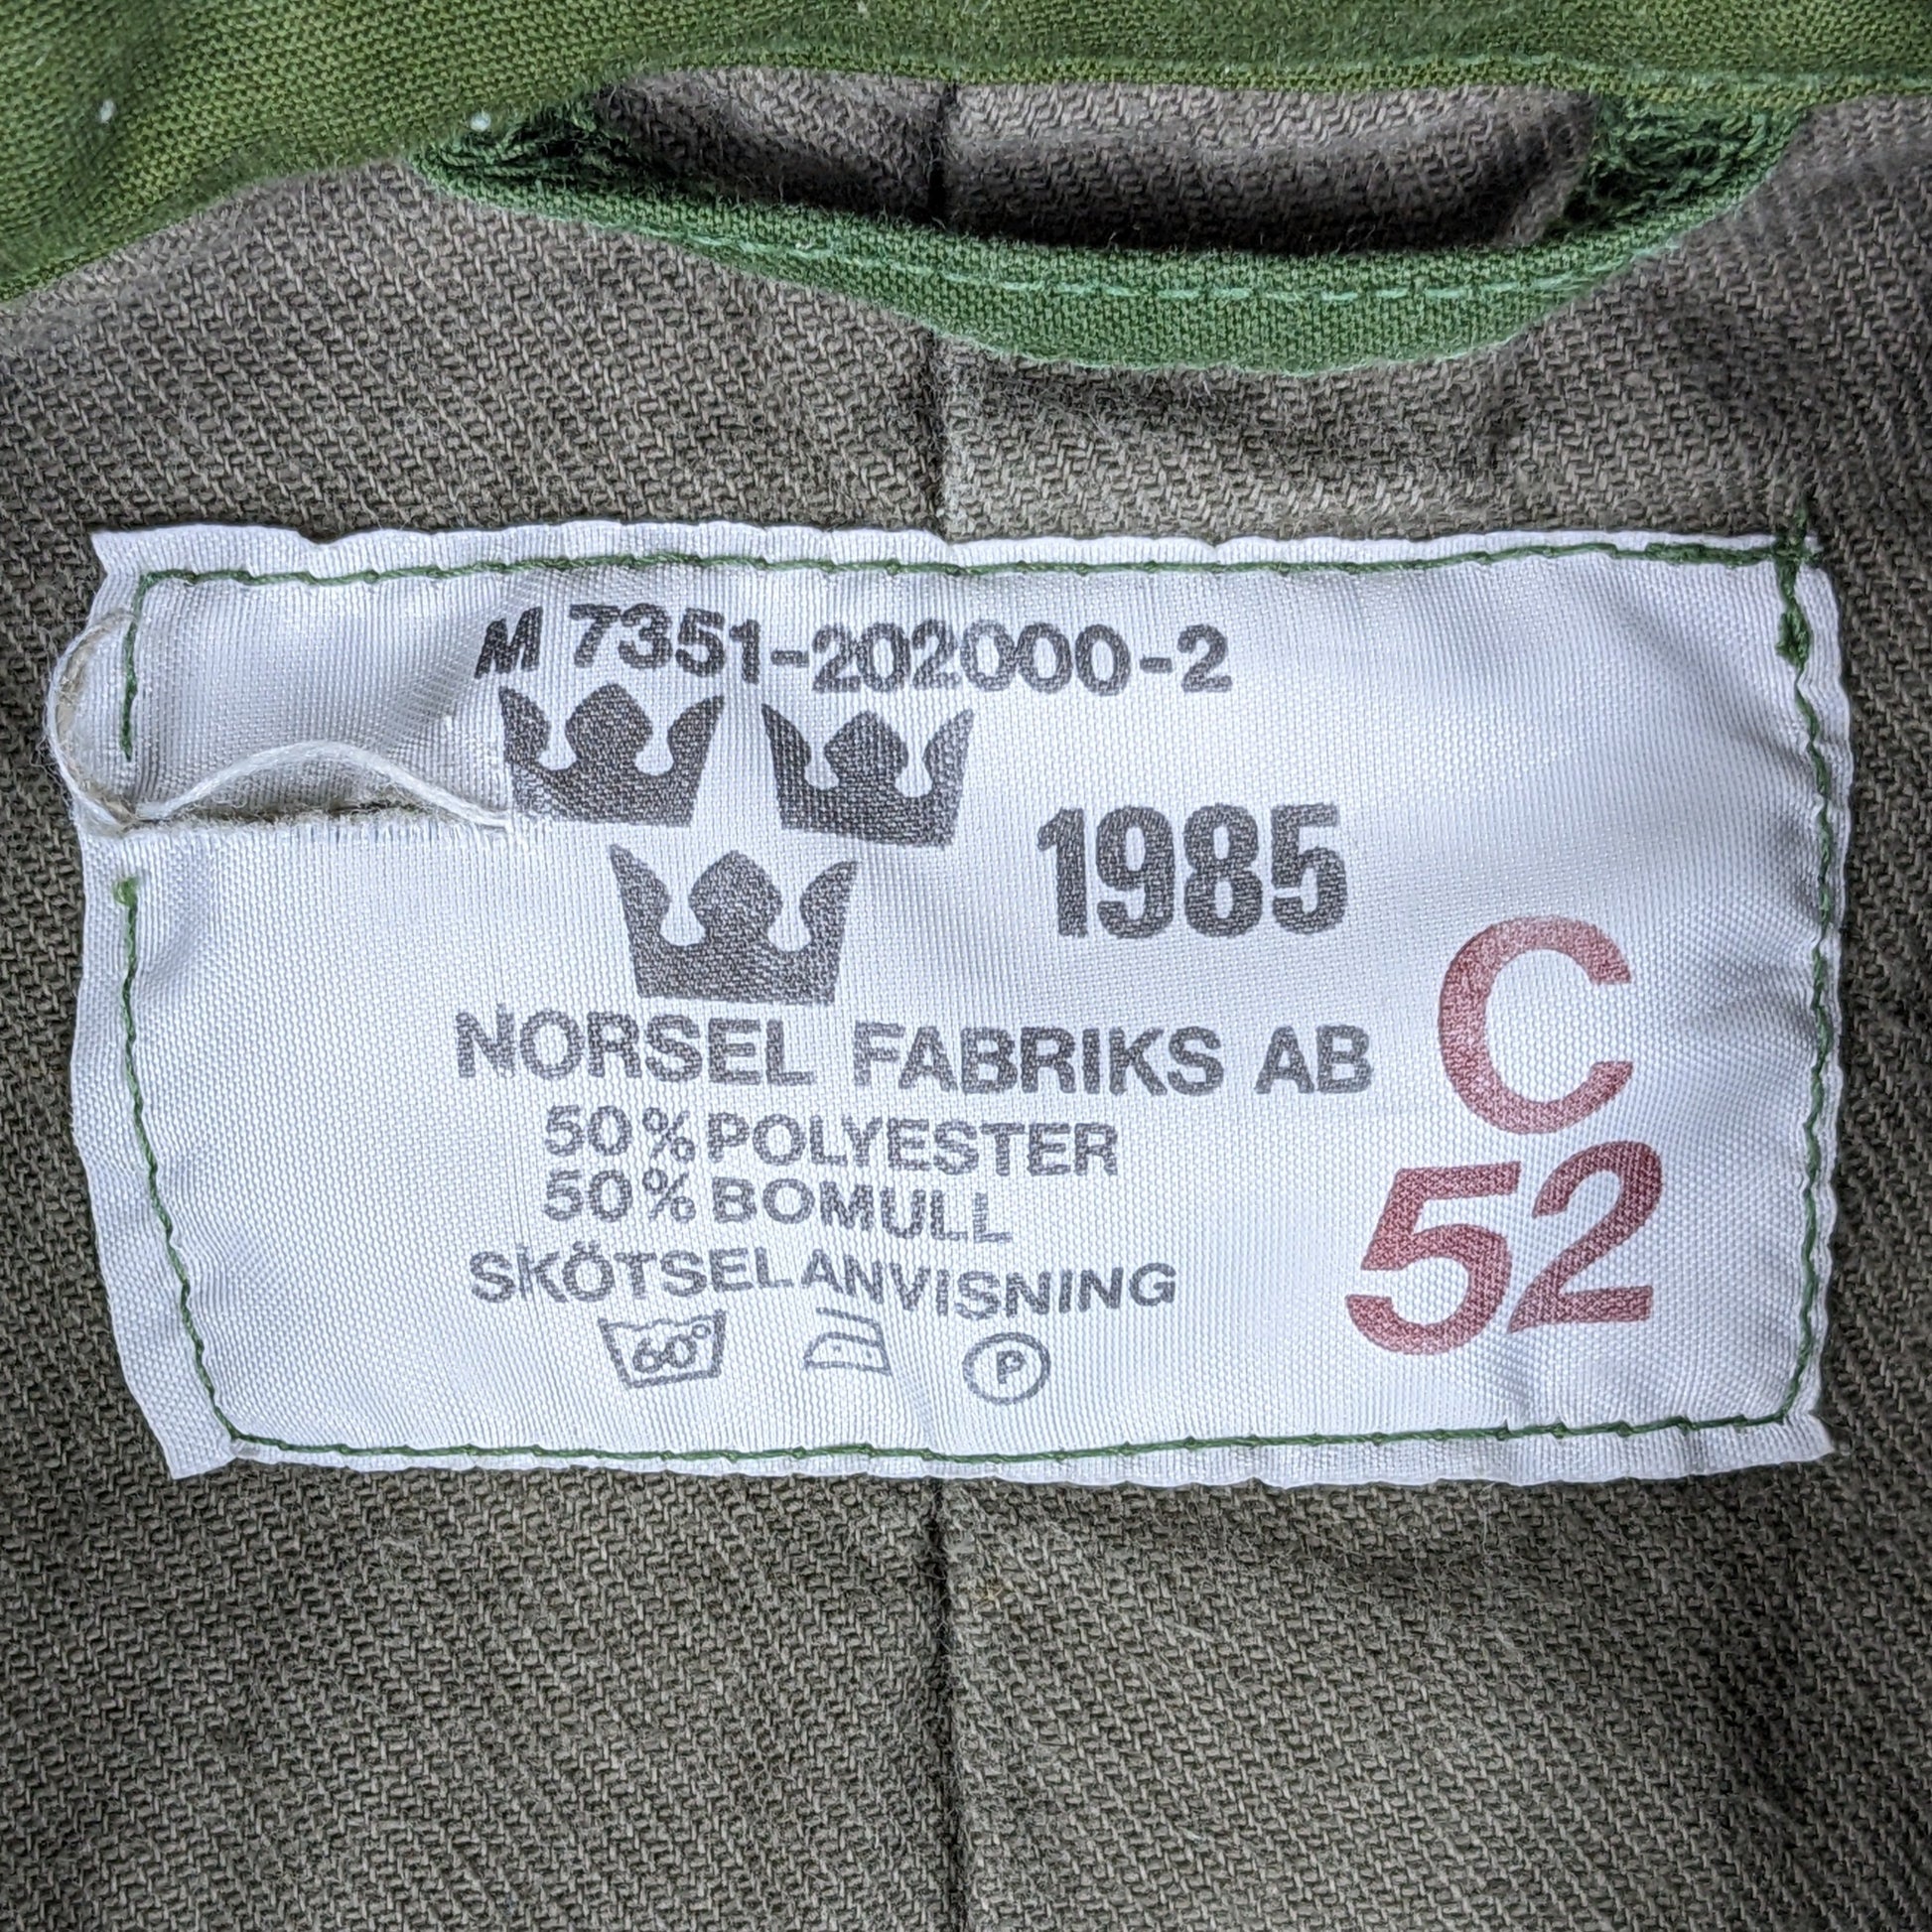 M 7351-202000-2
1985
NORSEL FABRIKS AB
50% POLYESTER
50% BOMULL
SKÖTSELANVISNING
60° P
C
52